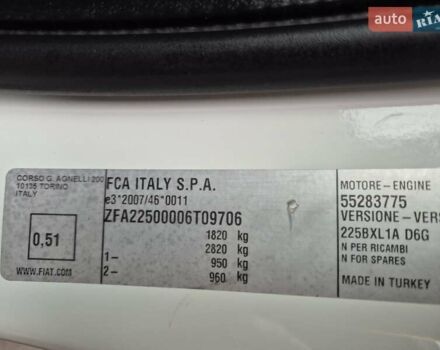 auto RIA
CORSO G. AGNELLI 200
10135 TORINO
ITALY
FCA ITALY S.P.A.
e3*2007/46*0011
ZFA22500006T09706
0,51
1820 kg
2820 kg
1– 950 kg
2– 960 kg
WWW.FIAT.COM
MOTORE-ENGINE
55283775
VERSIONE-VERS
225BXL1A D6G
N PER RICAMBI
N FOR SPARES
MADE IN TURKEY